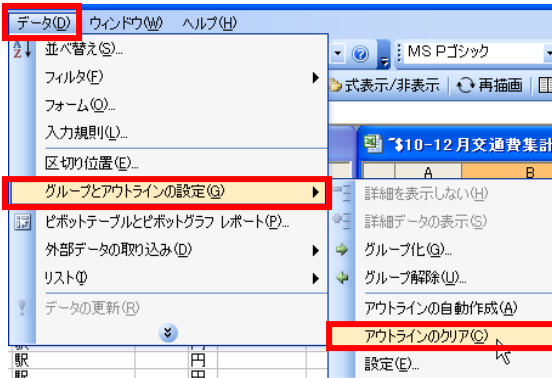 データ(D) ウィンドウ(W) ヘルプ(H)
並べ替え(S)...
フィルタ(F)
フォーム(O)...
入力規則(L)...
区切り位置(E)...
グループとアウトラインの設定(G)
ピボットテーブルとピボットグラフ レポート(P)...
外部データの取り込み(D)
リスト(I)
データの更新(R)
駅 円
駅 円
MS Pゴシック
式表示/非表示 再描画
~$10-12月交通費集計
A B
詳細を表示しない(H)
詳細データの表示(S)
グループ化(G)...
グループ解除(U)...
アウトラインの自動作成(A)
アウトラインのクリア(C)
設定(E)...